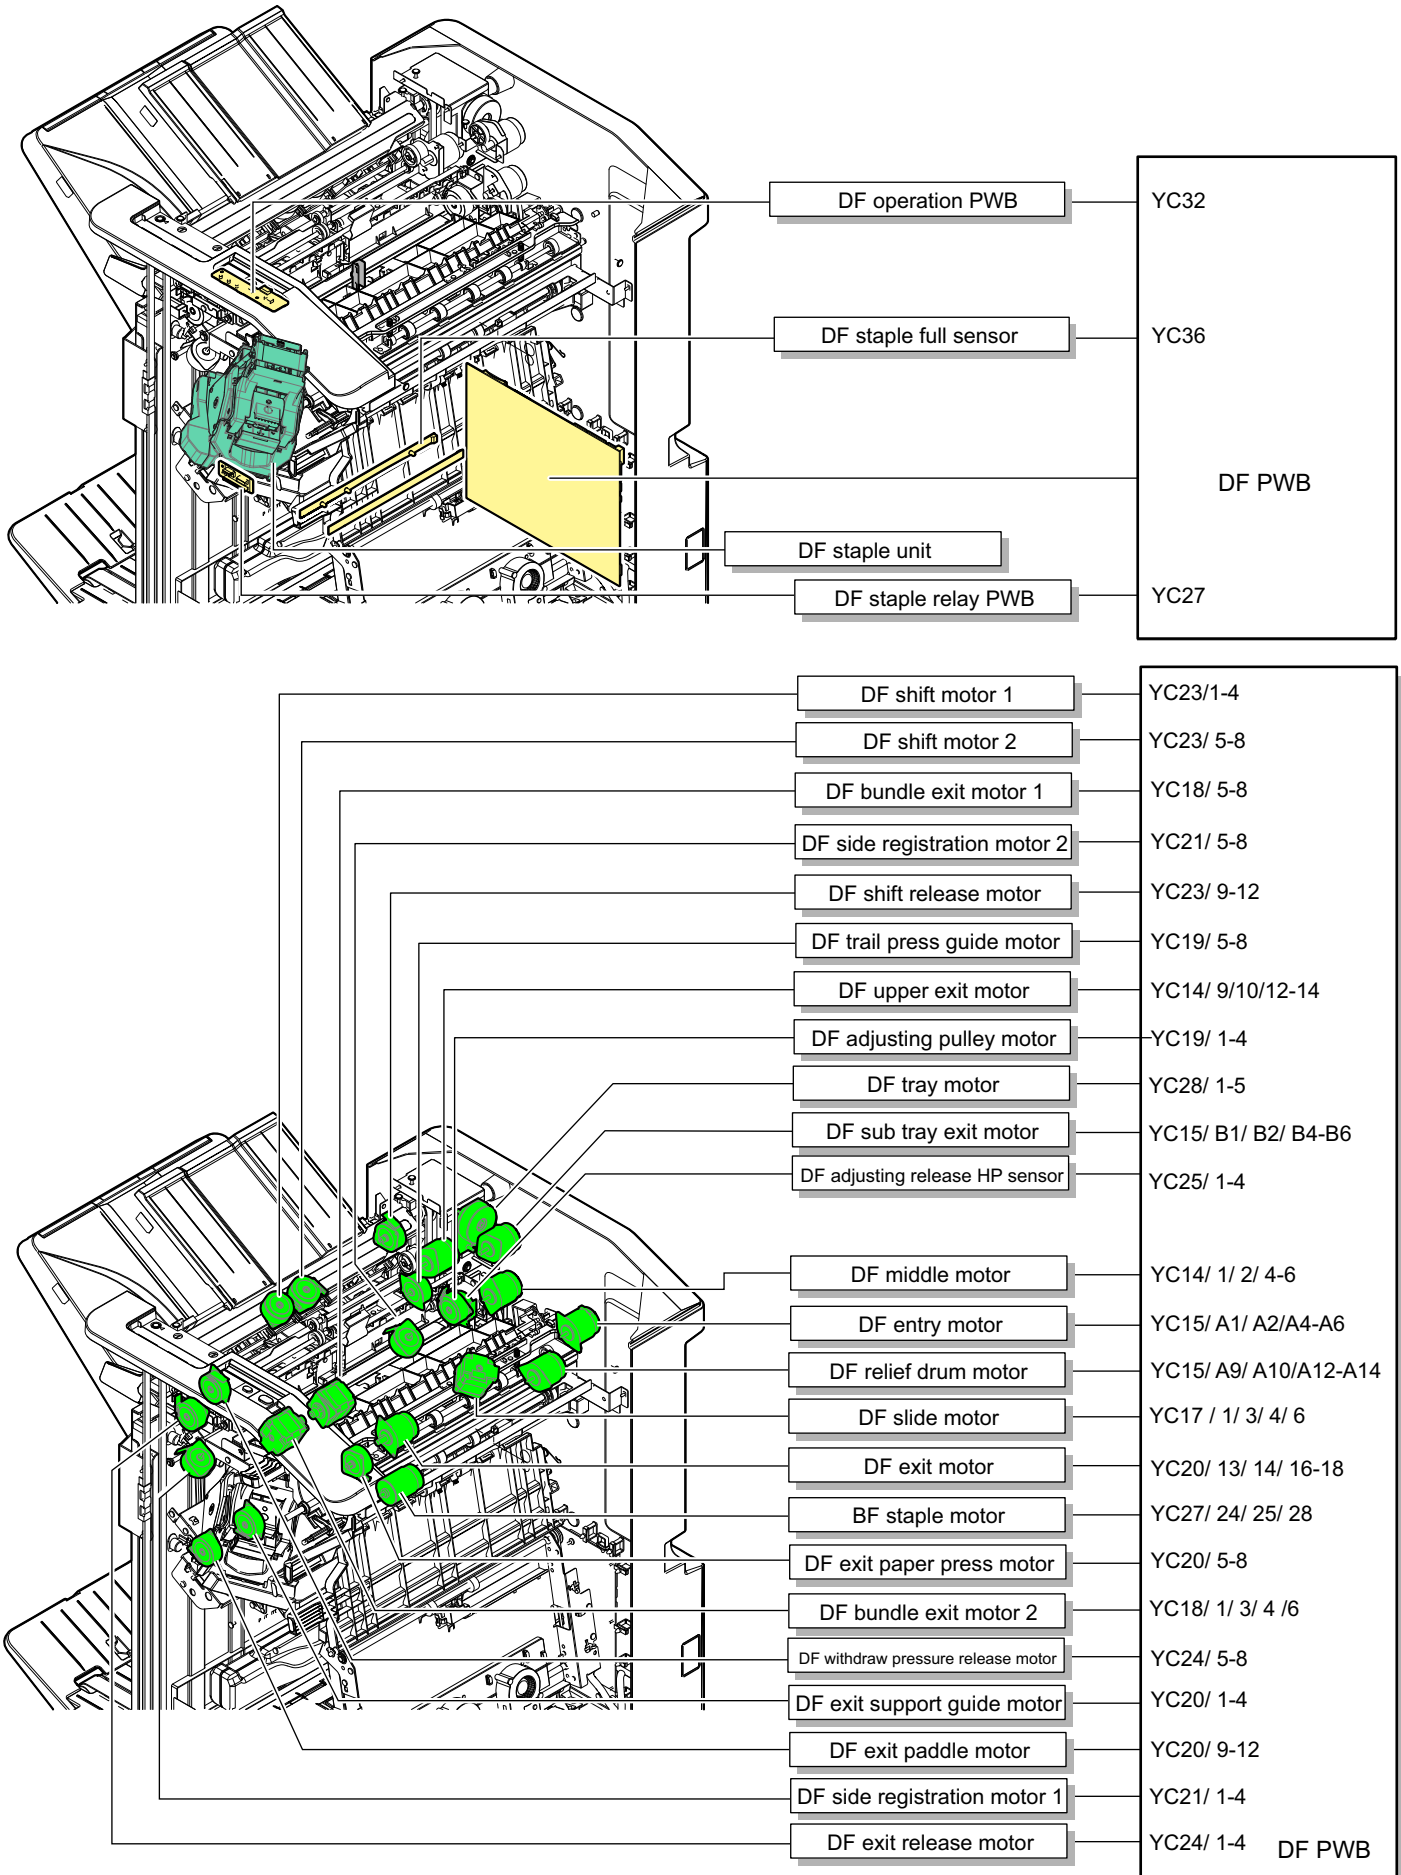 DF operation PWB YC32
DF staple full sensor YC36
DF PWB
DF staple unit
DF staple relay PWB YC27
DF shift motor 1 YC23/1-4
DF shift motor 2 YC23/ 5-8
DF bundle exit motor 1 YC18/ 5-8
DF side registration motor 2 YC21/ 5-8
DF shift release motor YC23/ 9-12
DF trail press guide motor YC19/ 5-8
DF upper exit motor YC14/ 9/10/12-14
DF adjusting pulley motor YC19/ 1-4
DF tray motor YC28/ 1-5
DF sub tray exit motor YC15/ B1/ B2/ B4-B6
DF adjusting release HP sensor YC25/ 1-4
DF middle motor YC14/ 1/ 2/ 4-6
DF entry motor YC15/ A1/ A2/A4-A6
DF relief drum motor YC15/ A9/ A10/A12-A14
DF slide motor YC17 / 1/ 3/ 4/ 6
DF exit motor YC20/ 13/ 14/ 16-18
BF staple motor YC27/ 24/ 25/ 28
DF exit paper press motor YC20/ 5-8
DF bundle exit motor 2 YC18/ 1/ 3/ 4 /6
DF withdraw pressure release motor YC24/ 5-8
DF exit support guide motor YC20/ 1-4
DF exit paddle motor YC20/ 9-12
DF side registration motor 1 YC21/ 1-4
DF exit release motor YC24/ 1-4 DF PWB